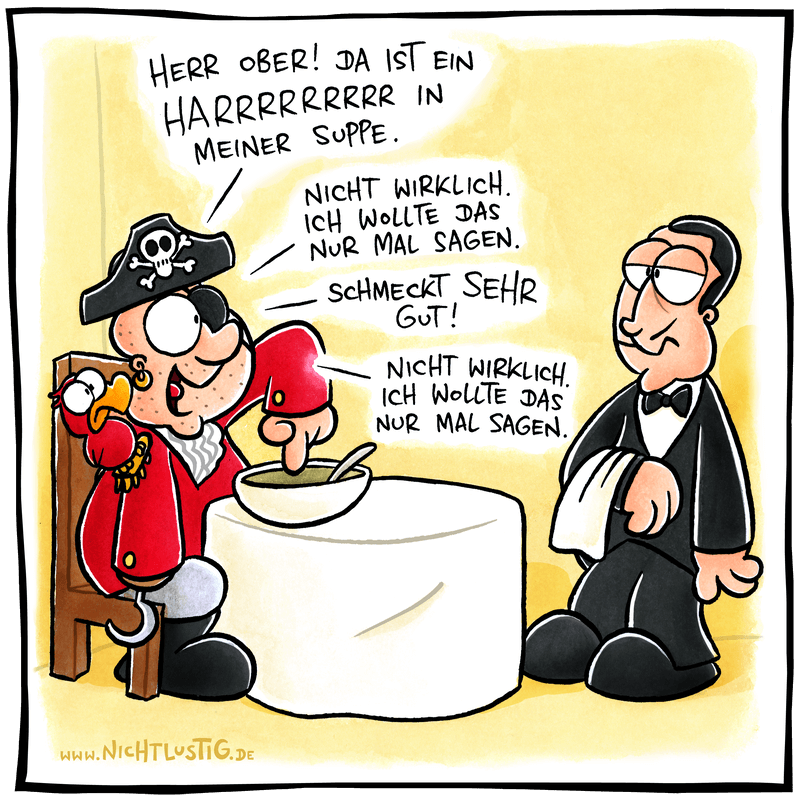 HERR OBER! DA IST EIN
HARRRRRRRRR IN
MEINER SUPPE.
NICHT WIRKLICH.
ICH WOLLTE DAS
NUR MAL SAGEN.
SCHMECKT SEHR
GUT!
NICHT WIRKLICH.
ICH WOLLTE DAS
NUR MAL SAGEN.
WWW.NICHTLUSTIG.DE